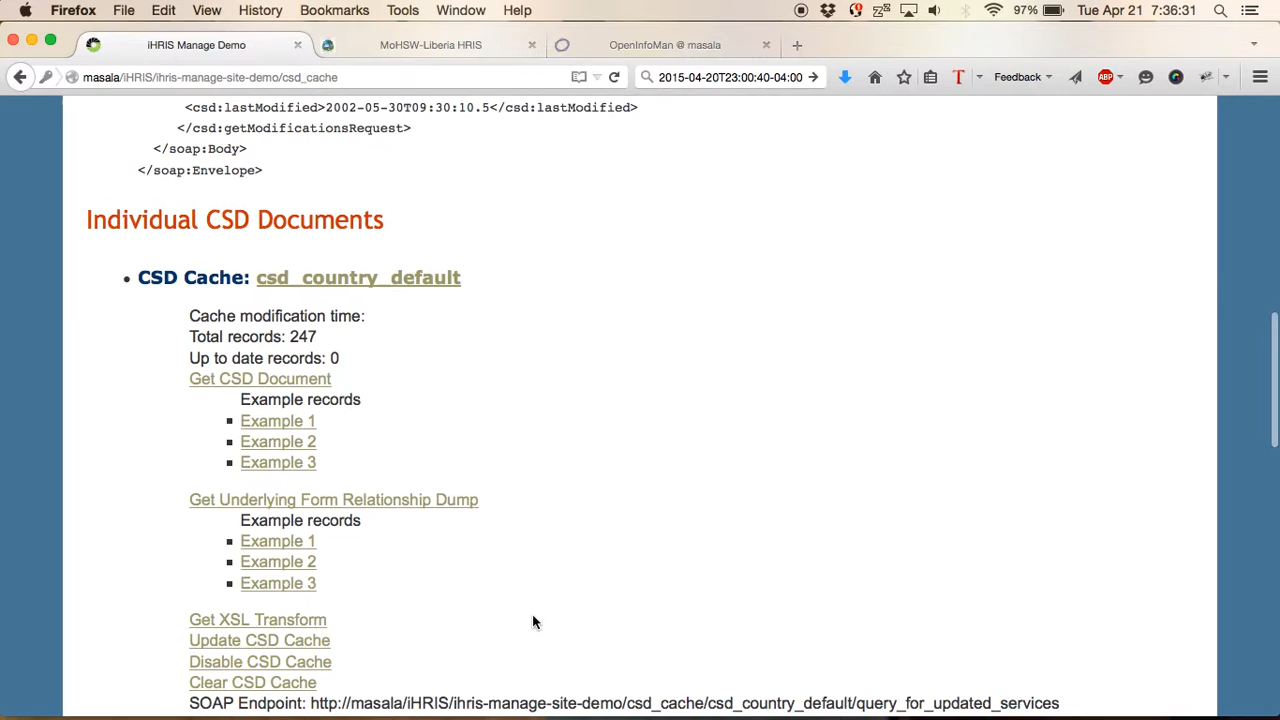 Firefox File Edit View History Bookmarks Tools Window Help 97% Tue Apr 21 7:36:31
iHRIS Manage Demo × MoHSW-Liberia HRIS × OpenInfoMan @ masala × +
masala/iHRIS/ihris-manage-site-demo/csd_cache 2015-04-20T23:00:40-04:00 T Feedback ABP
<csd:lastModified>2002-05-30T09:30:10.5</csd:lastModified>
</csd:getModificationsRequest>
</soap:Body>
</soap:Envelope>
Individual CSD Documents
• CSD Cache: csd_country_default
Cache modification time:
Total records: 247
Up to date records: 0
Get CSD Document
Example records
Example 1
Example 2
Example 3
Get Underlying Form Relationship Dump
Example records
Example 1
Example 2
Example 3
Get XSL Transform
Update CSD Cache
Disable CSD Cache
Clear CSD Cache
SOAP Endpoint: http://masala/iHRIS/ihris-manage-site-demo/csd_cache/csd_country_default/query_for_updated_services